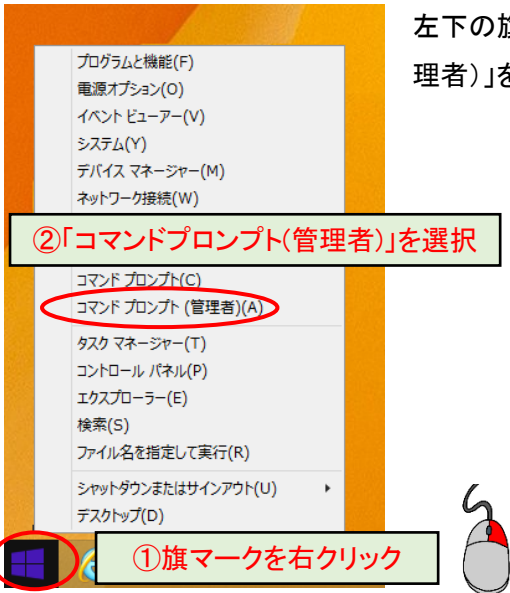 左下の旗
理者)」を
プログラムと機能(F)
電源オプション(O)
イベント ビューアー(V)
システム(Y)
デバイス マネージャー(M)
ネットワーク接続(W)
②「コマンドプロンプト(管理者)」を選択
コマンド プロンプト(C)
コマンド プロンプト (管理者)(A)
タスク マネージャー(T)
コントロール パネル(P)
エクスプローラー(E)
検索(S)
ファイル名を指定して実行(R)
シャットダウンまたはサインアウト(U)
デスクトップ(D)
①旗マークを右クリック